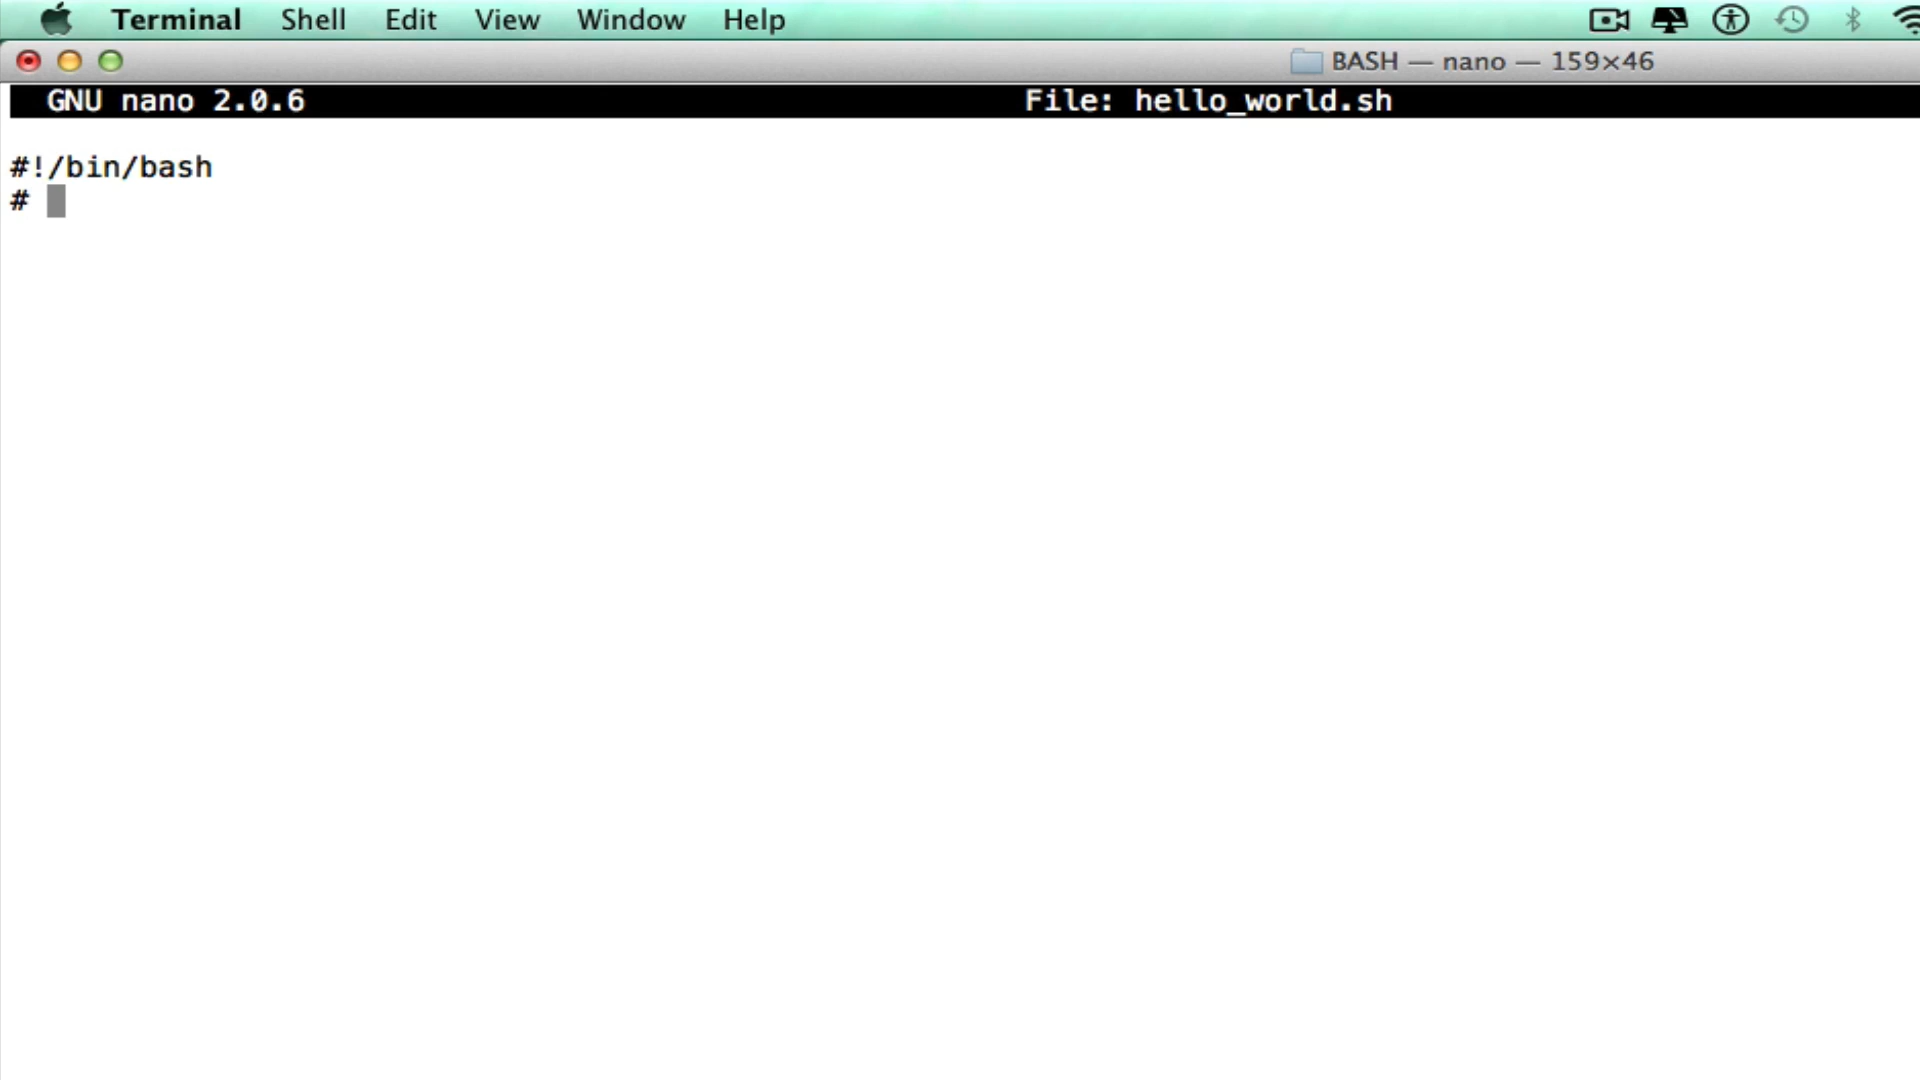 Terminal Shell Edit View Window Help
BASH — nano — 159×46
GNU nano 2.0.6 File: hello_world.sh
#!/bin/bash
#